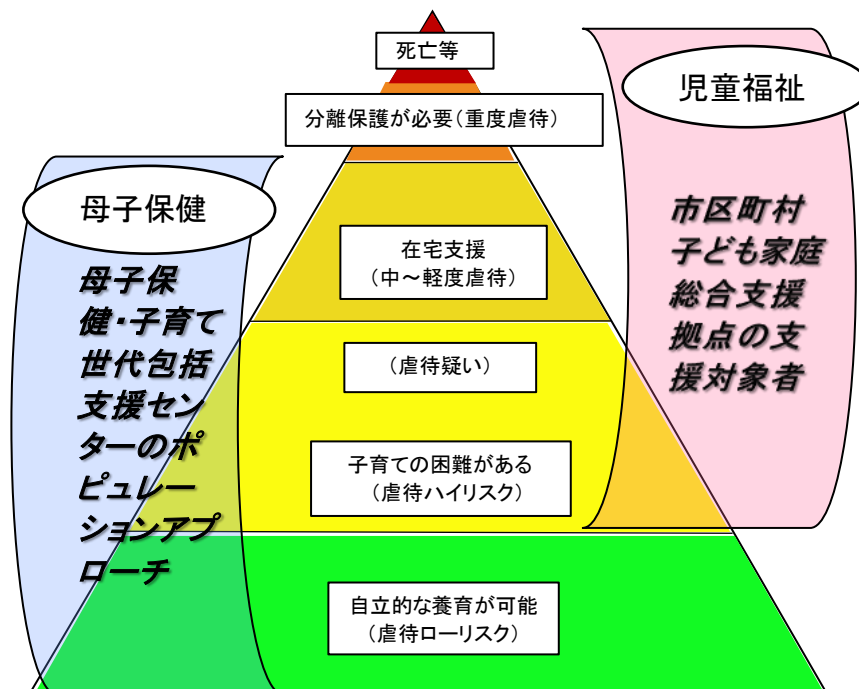 死亡等
分離保護が必要（重度虐待）
児童福祉
市区町村
子ども家庭
総合支援
拠点の支
援対象者
母子保健
母子保
健・子育て
世代包括
支援セン
ターのポ
ピュレー
ションアプ
ローチ
在宅支援
（中～軽度虐待）
（虐待疑い）
子育ての困難がある
（虐待ハイリスク）
自立的な養育が可能
（虐待ローリスク）